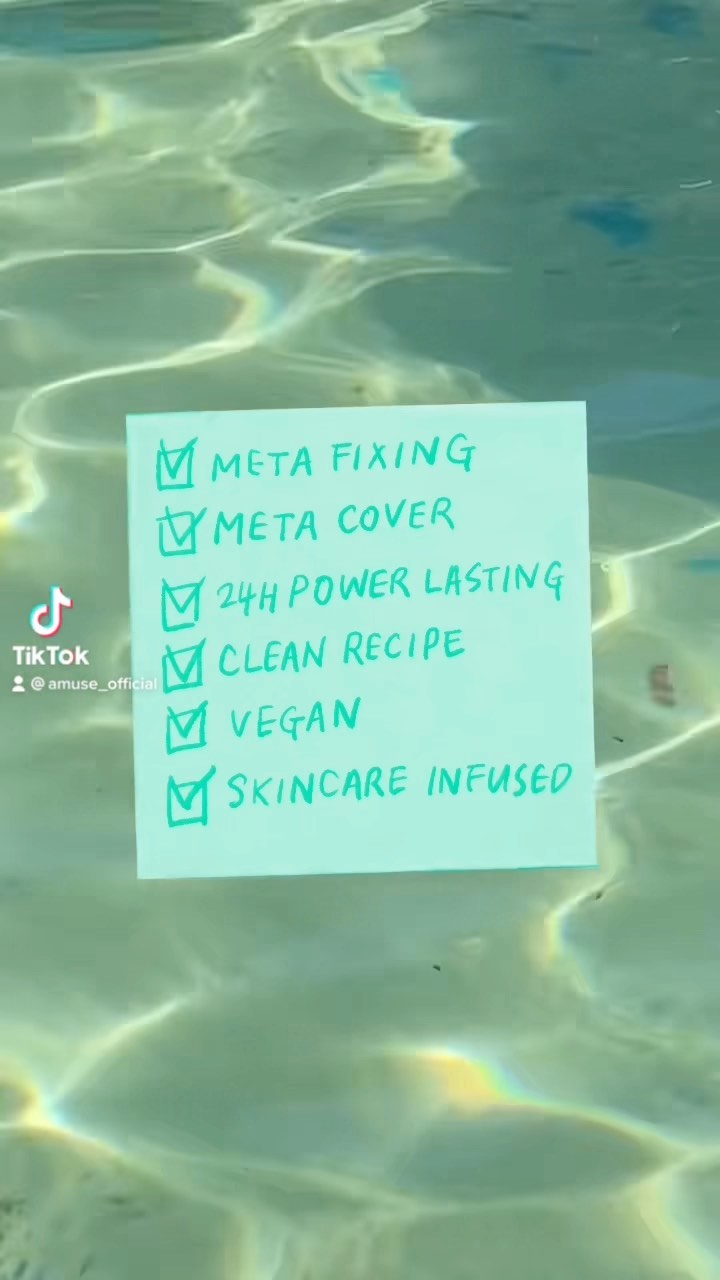 META FIXING
META COVER
24H POWER LASTING
CLEAN RECIPE
VEGAN
SKINCARE INFUSED
TikTok
@amuse_official